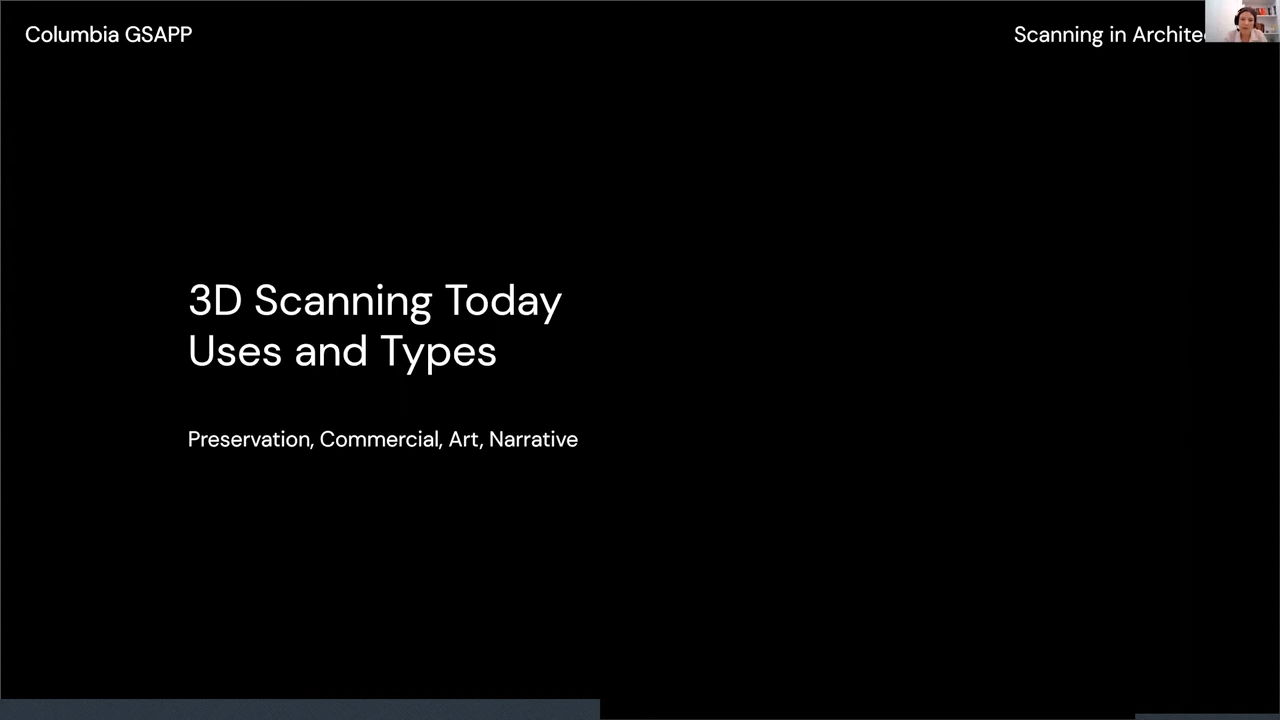 Columbia GSAPP
Scanning in Archite
3D Scanning Today
Uses and Types
Preservation, Commercial, Art, Narrative